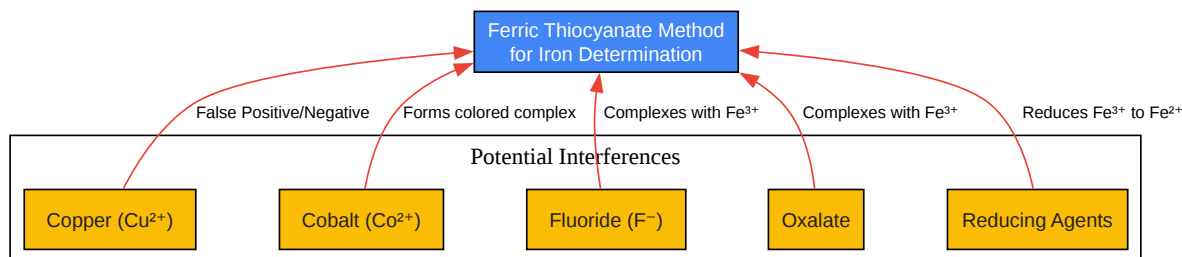 Ferric Thiocyanate Method
for Iron Determination
False Positive/Negative
Forms colored complex
Complexes with Fe³⁺
Complexes with Fe³⁺
Reduces Fe³⁺ to Fe²⁺
Potential Interferences
Copper (Cu²⁺)
Cobalt (Co²⁺)
Fluoride (F⁻)
Oxalate
Reducing Agents